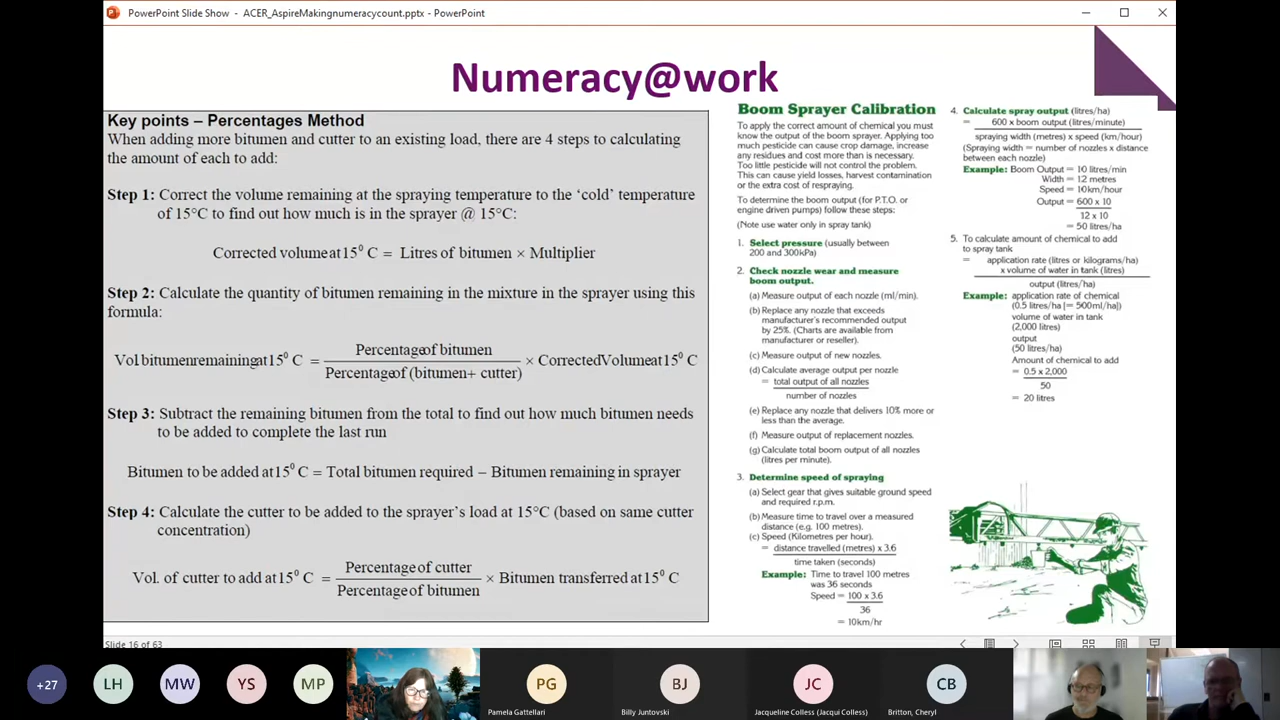 PowerPoint Slide Show - ACER_AspireMakingnumeracycount.pptx - PowerPoint
Numeracy@work
Key points – Percentages Method
When adding more bitumen and cutter to an existing load, there are 4 steps to calculating
the amount of each to add:
Step 1: Correct the volume remaining at the spraying temperature to the ‘cold’ temperature
of 15°C to find out how much is in the sprayer @ 15°C:
Corrected volume at 15⁰ C = Litres of bitumen × Multiplier
Step 2: Calculate the quantity of bitumen remaining in the mixture in the sprayer using this
formula:
Vol bitumen remaining at 15⁰ C = Percentage of bitumen / Percentage of (bitumen + cutter) × Corrected Volume at 15⁰ C
Step 3: Subtract the remaining bitumen from the total to find out how much bitumen needs
to be added to complete the last run
Bitumen to be added at 15⁰ C = Total bitumen required – Bitumen remaining in sprayer
Step 4: Calculate the cutter to be added to the sprayer’s load at 15°C (based on same cutter
concentration)
Vol. of cutter to add at 15⁰ C = Percentage of cutter / Percentage of bitumen × Bitumen transferred at 15⁰ C
Boom Sprayer Calibration
To apply the correct amount of chemical you must
know the output of the boom sprayer. Applying too
much pesticide can cause crop damage, increase
any residues and cost more than is necessary.
Too little pesticide will not control the problem.
This can cause yield losses, harvest contamination
or the extra cost of respraying.
To determine the boom output (for P.T.O. or
engine driven pumps) follow these steps:
(Note use water only in spray tank)
1. Select pressure (usually between
200 and 300kPa)
2. Check nozzle wear and measure
boom output.
(a) Measure output of each nozzle (ml/min).
(b) Replace any nozzle that exceeds
manufacturer's recommended output
by 25%. (Charts are available from
manufacturer or reseller).
(c) Measure output of new nozzles.
(d) Calculate average output per nozzle
= total output of all nozzles
number of nozzles
(e) Replace any nozzle that delivers 10% more or
less than the average.
(f) Measure output of replacement nozzles.
(g) Calculate total boom output of all nozzles
(litres per minute).
3. Determine speed of spraying
(a) Select gear that gives suitable ground speed
and required r.p.m.
(b) Measure time to travel over a measured
distance (e.g. 100 metres).
(c) Speed (Kilometres per hour).
= distance travelled (metres) x 3.6
time taken (seconds)
Example: Time to travel 100 metres
was 36 seconds
Speed = 100 x 3.6
36
= 10km/hr
4. Calculate spray output (litres/ha)
= 600 x boom output (litres/minute)
spraying width (metres) x speed (km/hour)
(Spraying width = number of nozzles x distance
between each nozzle)
Example: Boom Output = 10 litres/min
Width = 12 metres
Speed = 10km/hour
Output = 600 x 10
12 x 10
= 50 litres/ha
5. To calculate amount of chemical to add
to spray tank
= application rate (litres or kilograms/ha)
x volume of water in tank (litres)
output (litres/ha)
Example: application rate of chemical
(0.5 litres/ha [= 500ml/ha])
volume of water in tank
(2,000 litres)
output
(50 litres/ha)
Amount of chemical to add
= 0.5 x 2,000
50
= 20 litres
Slide 16 of 63
+27
LH
MW
YS
MP
PG
Pamela Gattellari
BJ
Billy Juntovski
JC
Jacqueline Colless (Jacqui Colless)
CB
Britton, Cheryl